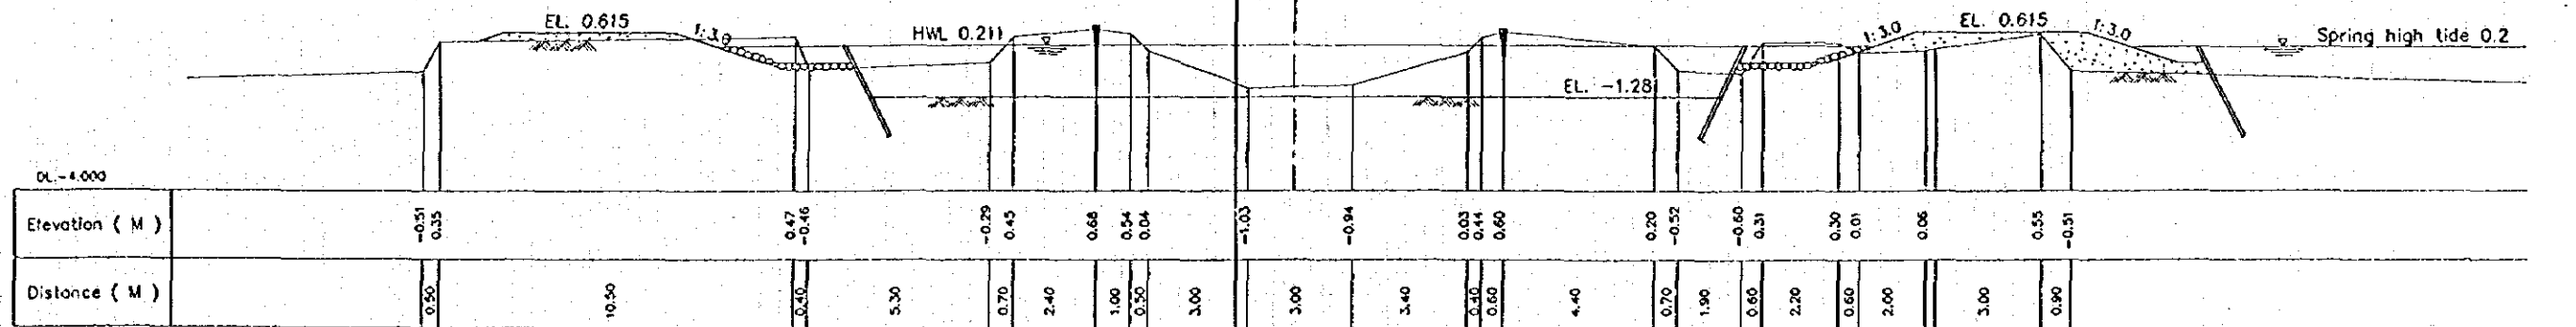 EL. 0.615
1:3.0
HWL 0.211
EL. -1.28
1:3.0
EL. 0.615
1:3.0
Spring high tide 0.2
DL.-4.000
Elevation ( M ) -0.51 0.35 0.47 -0.46 -0.29 0.45 0.68 0.54 0.04 -1.03 -0.94 0.03 0.44 0.60 0.20 -0.52 -0.60 0.31 0.30 0.01 0.06 0.55 -0.51
Distance ( M ) 0.50 10.50 0.40 5.30 0.70 2.40 1.00 0.50 3.00 3.00 3.40 0.40 0.60 4.40 0.70 1.90 0.60 2.20 0.60 2.00 3.00 0.90